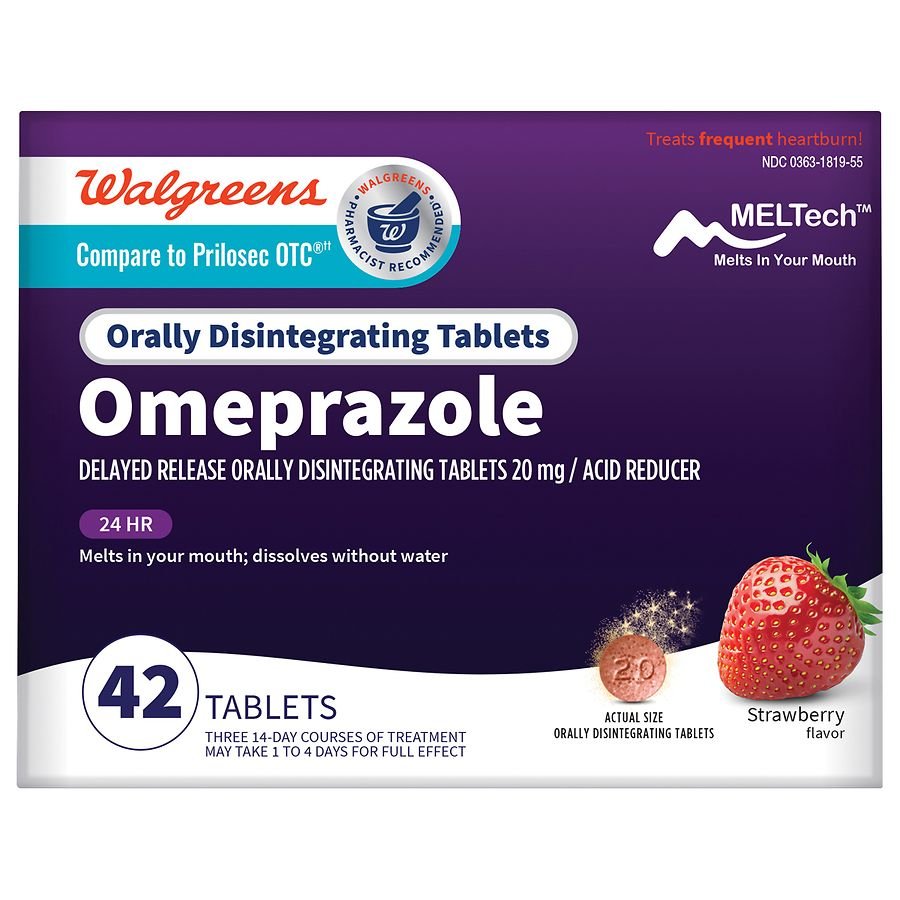 Treats frequent heartburn!
NDC 0363-1819-55
Walgreens
Compare to Prilosec OTC®††
• WALGREENS •
PHARMACIST RECOMMENDED†
W
MELTech™
Melts In Your Mouth
Orally Disintegrating Tablets
Omeprazole
DELAYED RELEASE ORALLY DISINTEGRATING TABLETS 20 mg / ACID REDUCER
24 HR
Melts in your mouth; dissolves without water
42
TABLETS
THREE 14-DAY COURSES OF TREATMENT
MAY TAKE 1 TO 4 DAYS FOR FULL EFFECT
20
ACTUAL SIZE
ORALLY DISINTEGRATING TABLETS
Strawberry
flavor